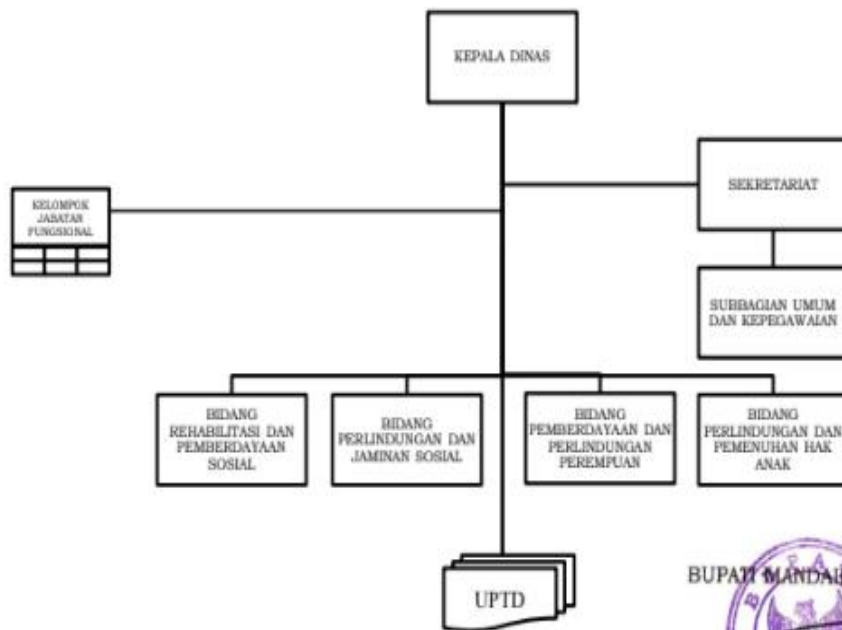 KEPALA DINAS
SEKRETARIAT
KELOMPOK
JABATAN
FUNGSIONAL
SUBBAGIAN UMUM
DAN KEPEGAWAIAN
BIDANG
REHABILITASI DAN
PEMBERDAYAAN
SOSIAL
BIDANG
PERLINDUNGAN DAN
JAMINAN SOSIAL
BIDANG
PEMBERDAYAAN DAN
PERLINDUNGAN
PEREMPUAN
BIDANG
PERLINDUNGAN DAN
PEMENUHAN HAK
ANAK
UPTD
BUPATI